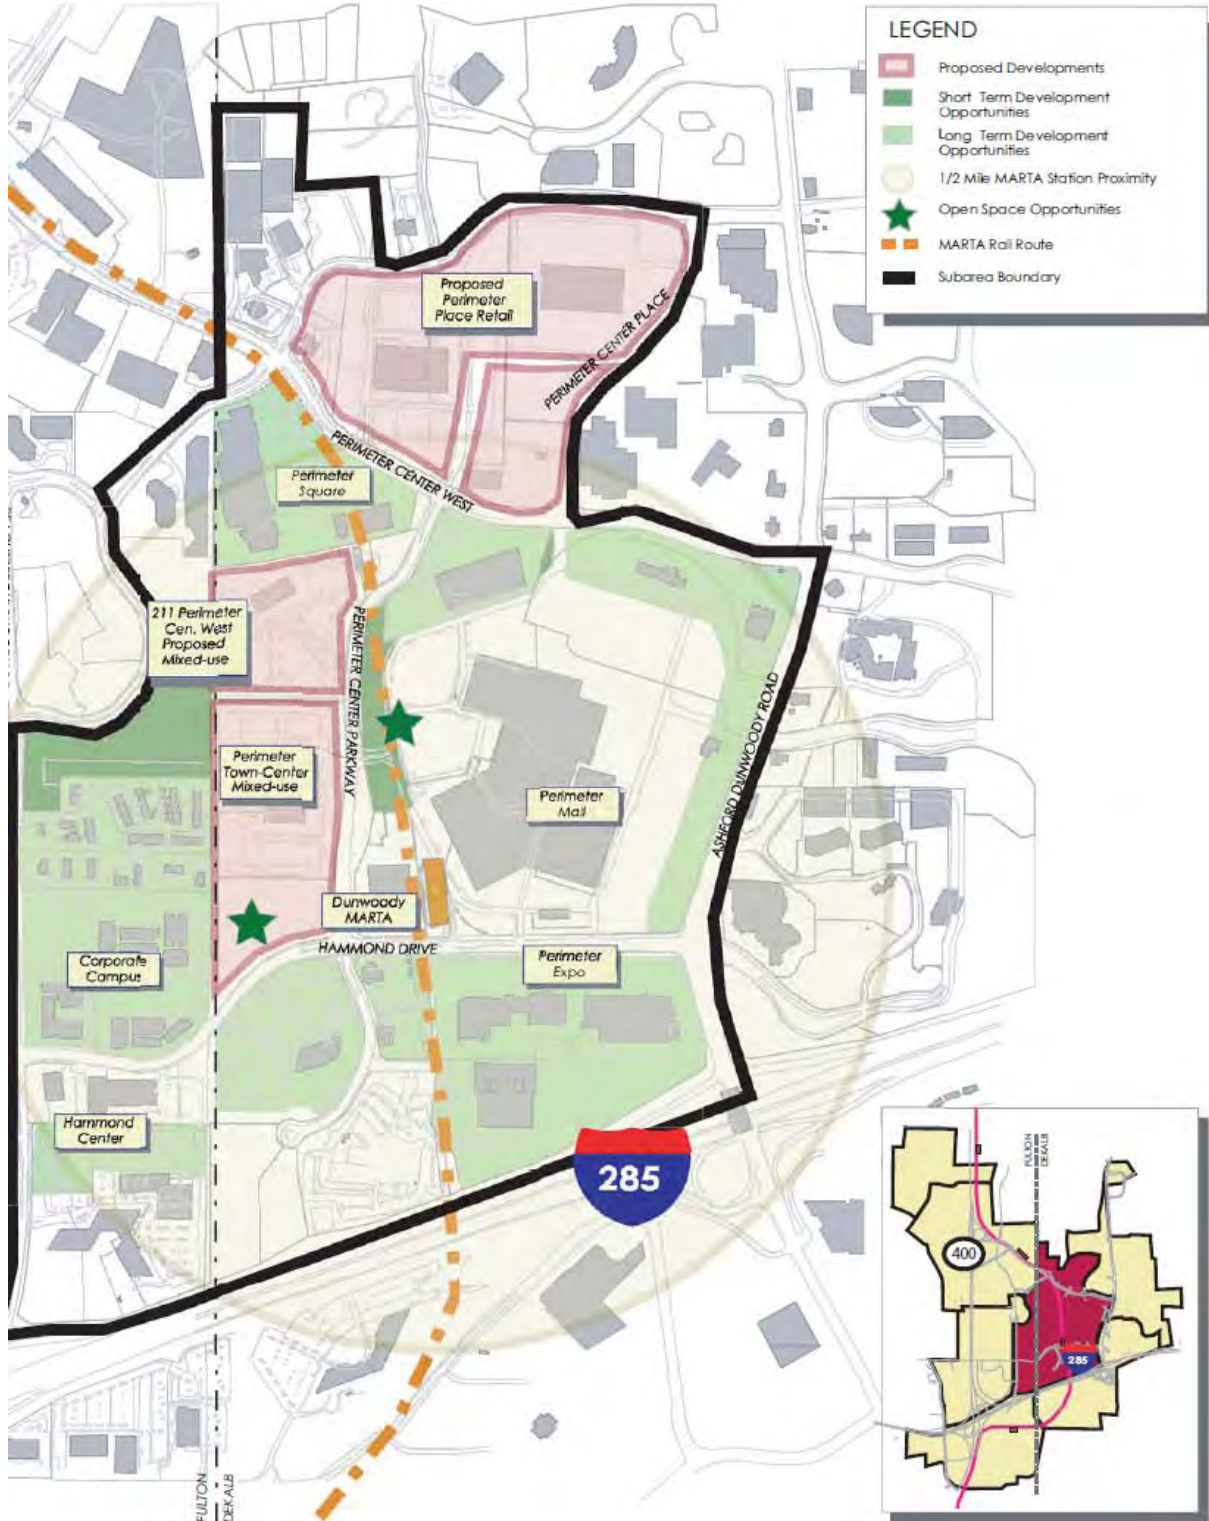 LEGEND
Proposed Developments
Short Term Development
Opportunities
Long Term Development
Opportunities
1/2 Mile MARTA Station Proximity
Open Space Opportunities
MARTA Rail Route
Subarea Boundary
Proposed
Perimeter
Place Retail
PERIMETER CENTER PLACE
PERIMETER CENTER WEST
Perimeter
Square
211 Perimeter
Cen. West
Proposed
Mixed-use
PERIMETER CENTER PARKWAY
ASHFORD DUNWOODY ROAD
Perimeter
Town-Center
Mixed-use
Perimeter
Mall
Dunwoody
MARTA
HAMMOND DRIVE
Corporate
Campus
Perimeter
Expo
Hammond
Center
285
FULTON
DEKALB
FULTON
DEKALB
400
285